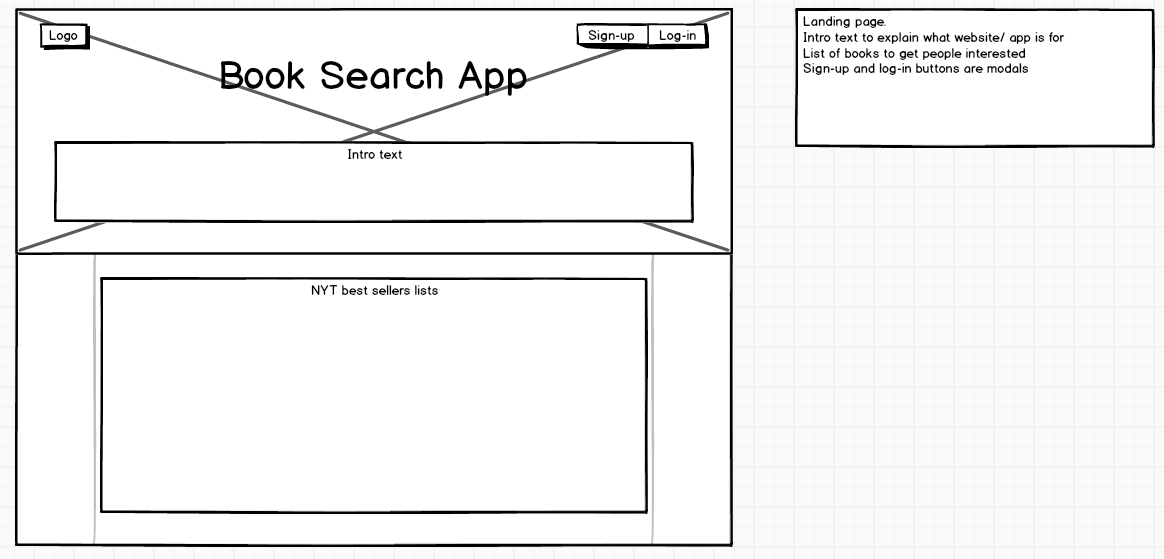 Logo
Sign-up
Log-in
Book Search App
Intro text
NYT best sellers lists
Landing page.
Intro text to explain what website/ app is for
List of books to get people interested
Sign-up and log-in buttons are modals